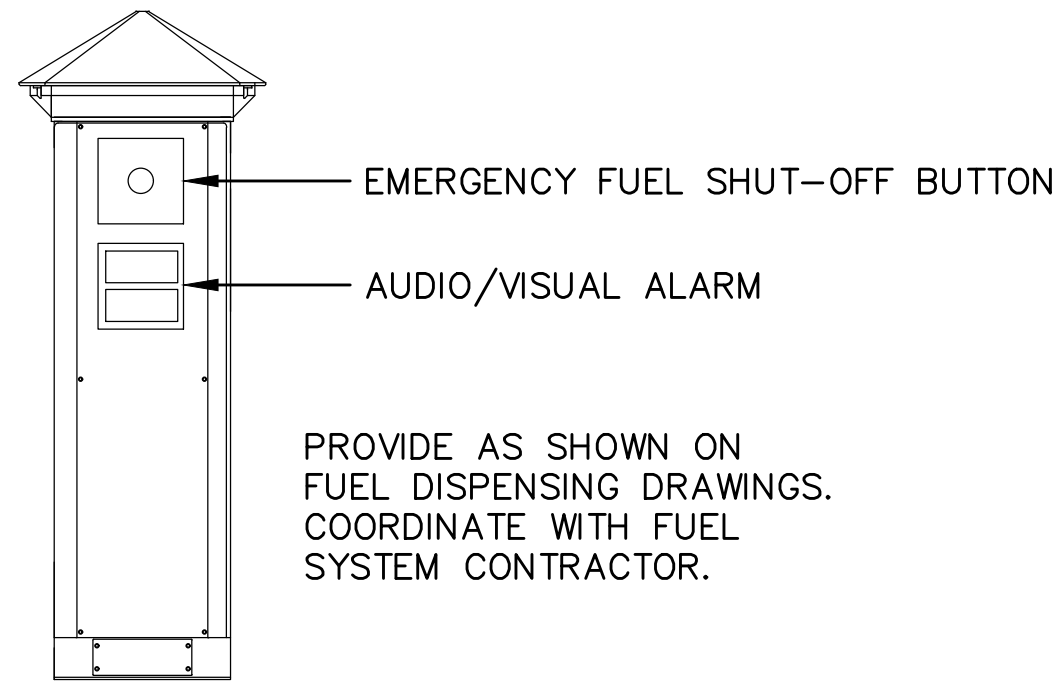 EMERGENCY FUEL SHUT-OFF BUTTON
AUDIO/VISUAL ALARM
PROVIDE AS SHOWN ON
FUEL DISPENSING DRAWINGS.
COORDINATE WITH FUEL
SYSTEM CONTRACTOR.